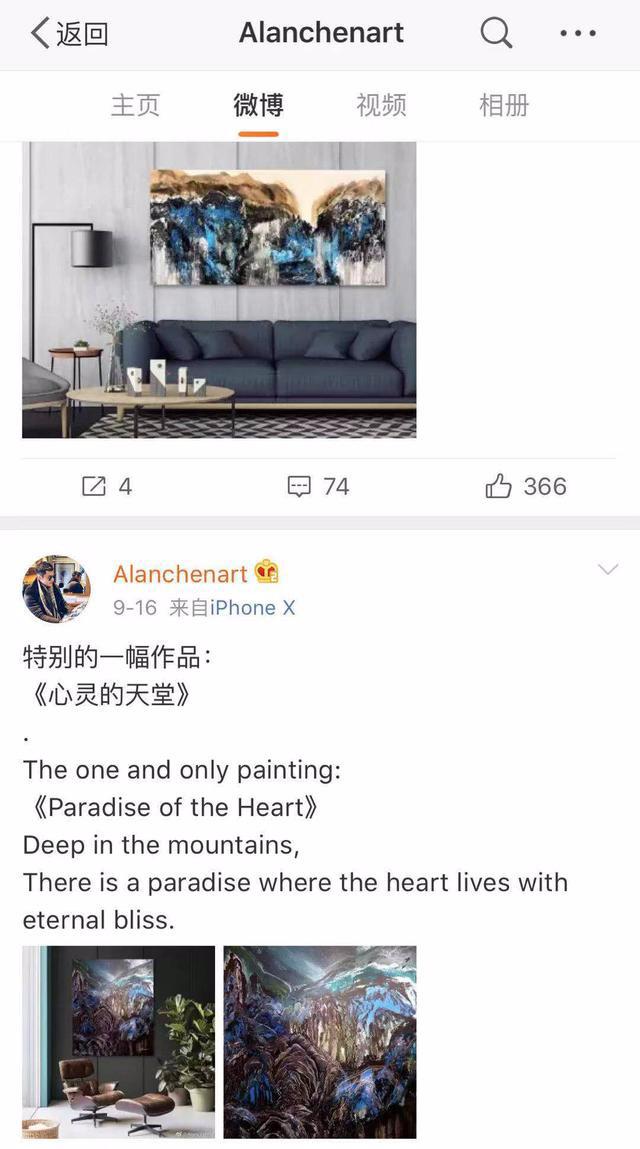 返回
Alanchenart
主页
微博
视频
相册
4
74
366
Alanchenart
9-16 来自iPhone X
特别的一幅作品:
《心灵的天堂》
.
The one and only painting:
《Paradise of the Heart》
Deep in the mountains,
There is a paradise where the heart lives with
eternal bliss.